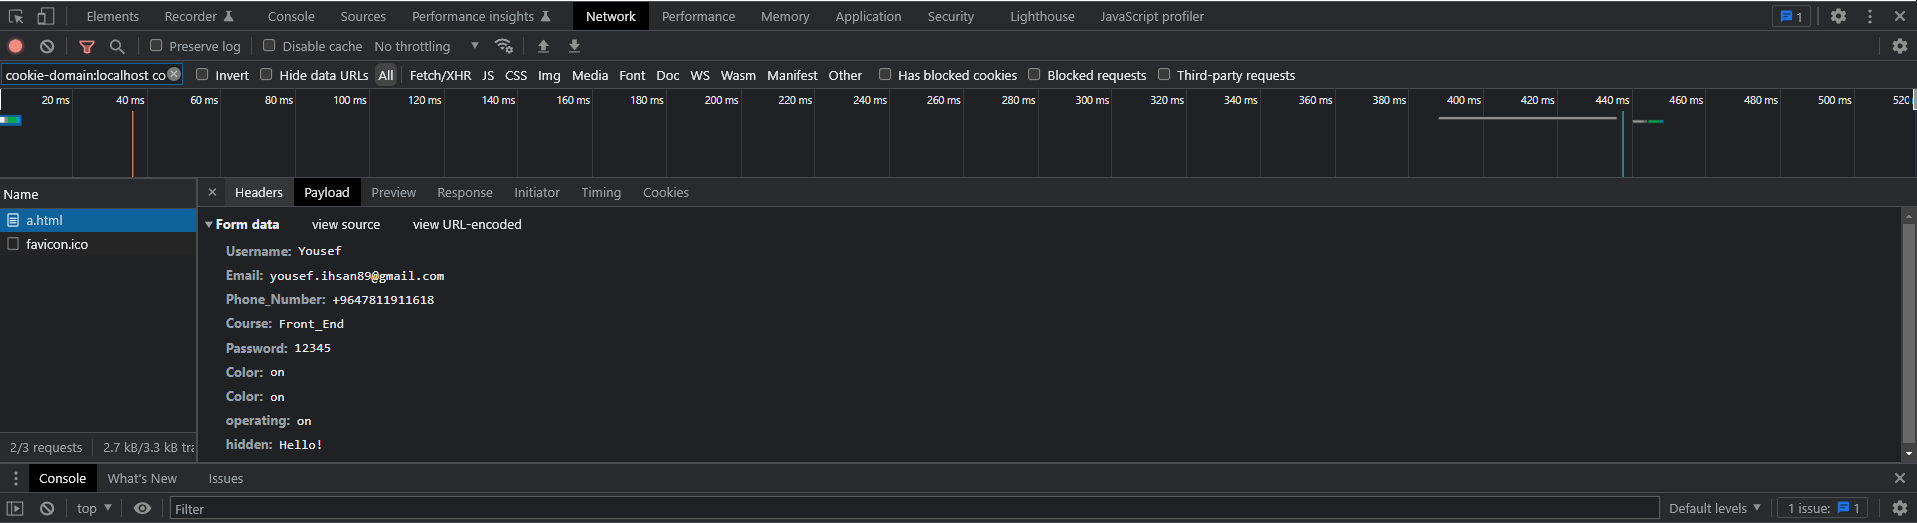 Elements Recorder Console Sources Performance insights Network Performance Memory Application Security Lighthouse JavaScript profiler 1
Preserve log Disable cache No throttling
cookie-domain:localhost co Invert Hide data URLs All Fetch/XHR JS CSS Img Media Font Doc WS Wasm Manifest Other Has blocked cookies Blocked requests Third-party requests
20 ms 40 ms 60 ms 80 ms 100 ms 120 ms 140 ms 160 ms 180 ms 200 ms 220 ms 240 ms 260 ms 280 ms 300 ms 320 ms 340 ms 360 ms 380 ms 400 ms 420 ms 440 ms 460 ms 480 ms 500 ms 520
Name
a.html
favicon.ico
2/3 requests 2.7 kB/3.3 kB tra
Headers Payload Preview Response Initiator Timing Cookies
Form data view source view URL-encoded
Username: Yousef
Email: yousef.ihsan89@gmail.com
Phone_Number: +9647811911618
Course: Front_End
Password: 12345
Color: on
Color: on
operating: on
hidden: Hello!
Console What's New Issues
top Filter Default levels 1 issue: 1